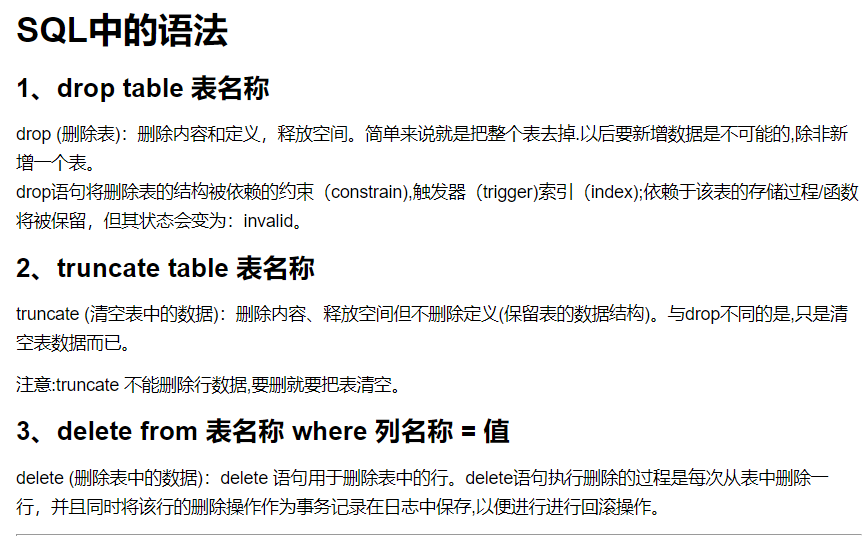 SQL中的语法
1、drop table 表名称
drop (删除表)：删除内容和定义，释放空间。简单来说就是把整个表去掉.以后要新增数据是不可能的,除非新
增一个表。
drop语句将删除表的结构被依赖的约束（constrain),触发器（trigger)索引（index);依赖于该表的存储过程/函数
将被保留，但其状态会变为：invalid。
2、truncate table 表名称
truncate (清空表中的数据)：删除内容、释放空间但不删除定义(保留表的数据结构)。与drop不同的是,只是清
空表数据而已。
注意:truncate 不能删除行数据,要删就要把表清空。
3、delete from 表名称 where 列名称 = 值
delete (删除表中的数据)：delete 语句用于删除表中的行。delete语句执行删除的过程是每次从表中删除一
行，并且同时将该行的删除操作作为事务记录在日志中保存,以便进行进行回滚操作。